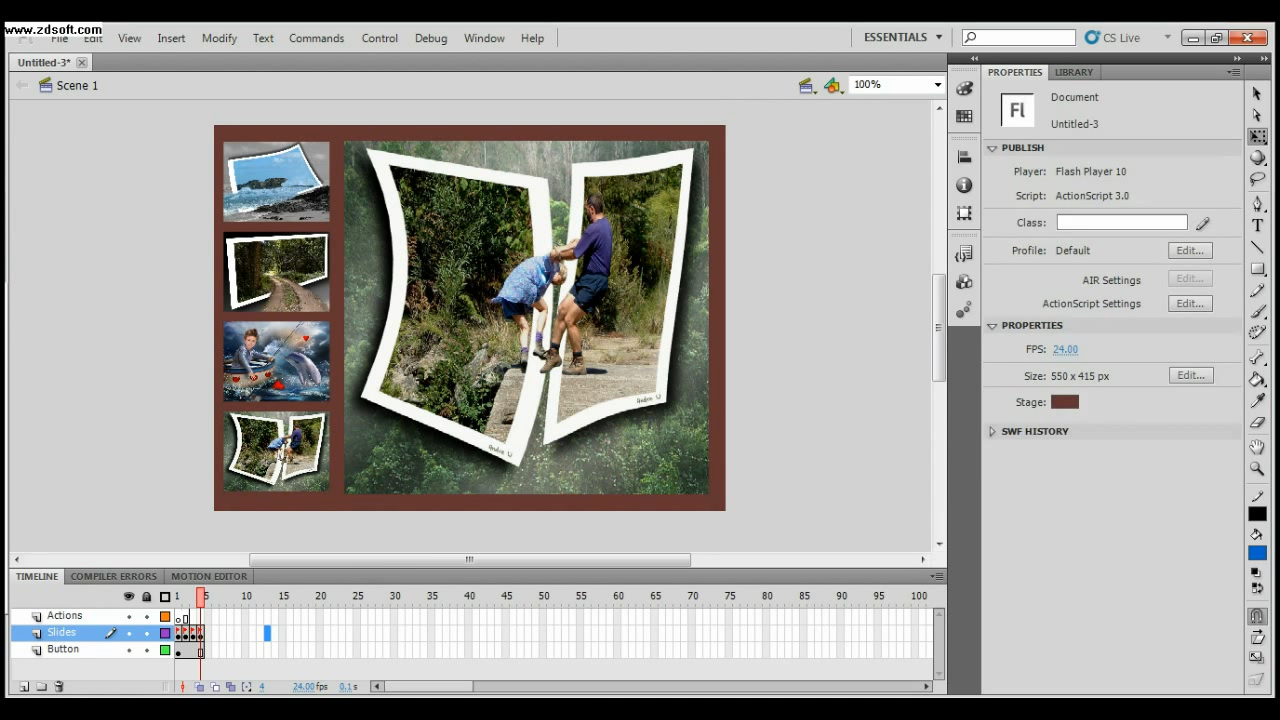 www.zdsoft.com
File Edit View Insert Modify Text Commands Control Debug Window Help
ESSENTIALS
CS Live
Untitled-3*
Scene 1
100%
PROPERTIES LIBRARY
Fl
Document
Untitled-3
PUBLISH
Player: Flash Player 10
Script: ActionScript 3.0
Class:
Profile: Default Edit...
AIR Settings Edit...
ActionScript Settings Edit...
PROPERTIES
FPS: 24.00
Size: 550 x 415 px Edit...
Stage:
SWF HISTORY
TIMELINE COMPILER ERRORS MOTION EDITOR
1 5 10 15 20 25 30 35 40 45 50 55 60 65 70 75 80 85 90 95 100
Actions
Slides
Button
4 24.00 fps 0.1 s